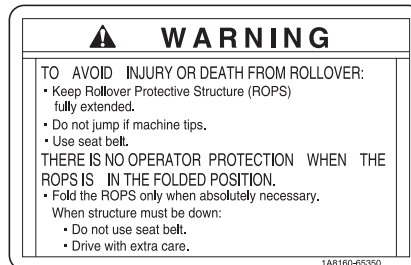 WARNING
TO AVOID INJURY OR DEATH FROM ROLLOVER:
▪ Keep Rollover Protective Structure (ROPS)
fully extended.
▪ Do not jump if machine tips.
▪ Use seat belt.
THERE IS NO OPERATOR PROTECTION WHEN THE
ROPS IS IN THE FOLDED POSITION.
▪ Fold the ROPS only when absolutely necessary.
When structure must be down:
▪ Do not use seat belt.
▪ Drive with extra care.
1A8160-65350